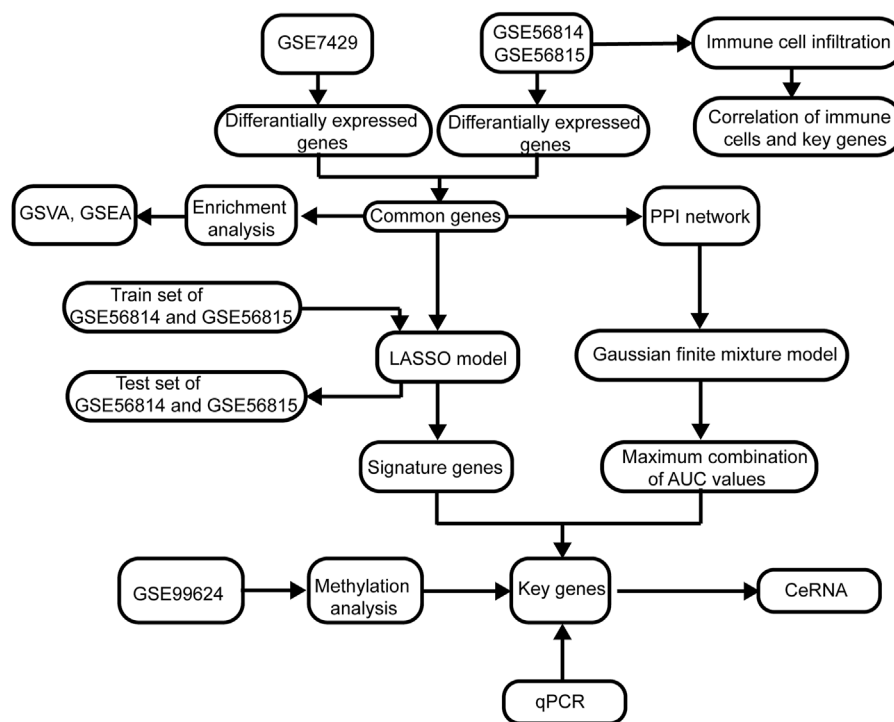 GSE7429
GSE56814
GSE56815
Immune cell infiltration
Differentially expressed
genes
Differentially expressed
genes
Correlation of immune
cells and key genes
GSVA, GSEA
Enrichment
analysis
Common genes
PPI network
Train set of
GSE56814 and GSE56815
LASSO model
Gaussian finite mixture model
Test set of
GSE56814 and GSE56815
Signature genes
Maximum combination
of AUC values
GSE99624
Methylation
analysis
Key genes
CeRNA
qPCR